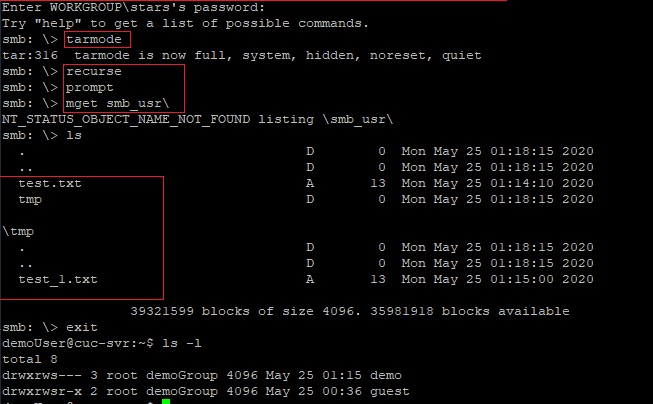 Enter WORKGROUP\stars's password:
Try "help" to get a list of possible commands.
smb: \> tarmode
tar:316  tarmode is now full, system, hidden, noreset, quiet
smb: \> recurse
smb: \> prompt
smb: \> mget smb_usr\
NT_STATUS_OBJECT_NAME_NOT_FOUND listing \smb_usr\
smb: \> ls
  .                                   D        0  Mon May 25 01:18:15 2020
  ..                                  D        0  Mon May 25 01:18:15 2020
  test.txt                            A       13  Mon May 25 01:14:10 2020
  tmp                                 D        0  Mon May 25 01:18:15 2020
\tmp
  .                                   D        0  Mon May 25 01:18:15 2020
  ..                                  D        0  Mon May 25 01:18:15 2020
  test_1.txt                          A       13  Mon May 25 01:15:00 2020
                39321599 blocks of size 4096. 35981918 blocks available
smb: \> exit
demoUser@cuc-svr:~$ ls -l
total 8
drwxrws--- 3 root demoGroup 4096 May 25 01:15 demo
drwxrwsr-x 2 root demoGroup 4096 May 25 00:36 guest